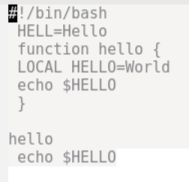 #!/bin/bash
HELL=Hello
function hello {
LOCAL HELLO=World
echo $HELLO
}
hello
echo $HELLO